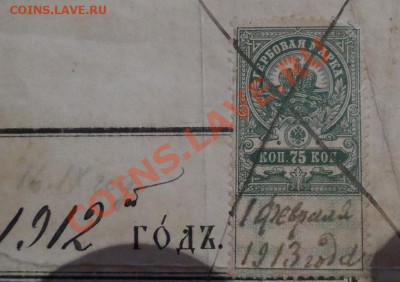 COINS.LAVE.RU
ГЕРБОВАЯ МАРКА
КОП. 75 КОП.
1912 ГОДЪ.
1 февраля
1913 года
COINS.LAVE.RU